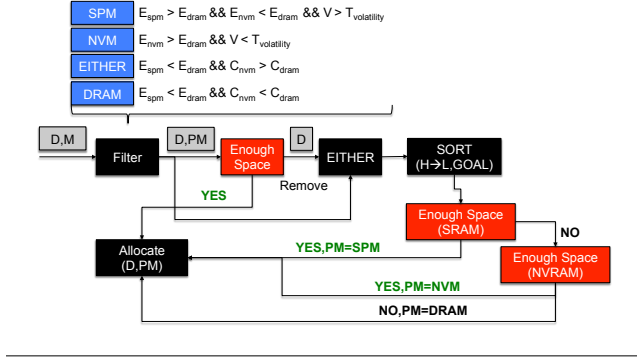 SPM E_spm > E_dram && E_nvm < E_dram && V > T_volatility
NVM E_nvm > E_dram && V < T_volatility
EITHER E_spm < E_dram && C_nvm > C_dram
DRAM E_spm < E_dram && C_nvm < C_dram
D,M
D,PM
D
Filter
Enough
Space
EITHER
SORT
(H→L,GOAL)
Remove
YES
Enough Space
(SRAM)
NO
Allocate
(D,PM)
YES,PM=SPM
Enough Space
(NVRAM)
YES,PM=NVM
NO,PM=DRAM